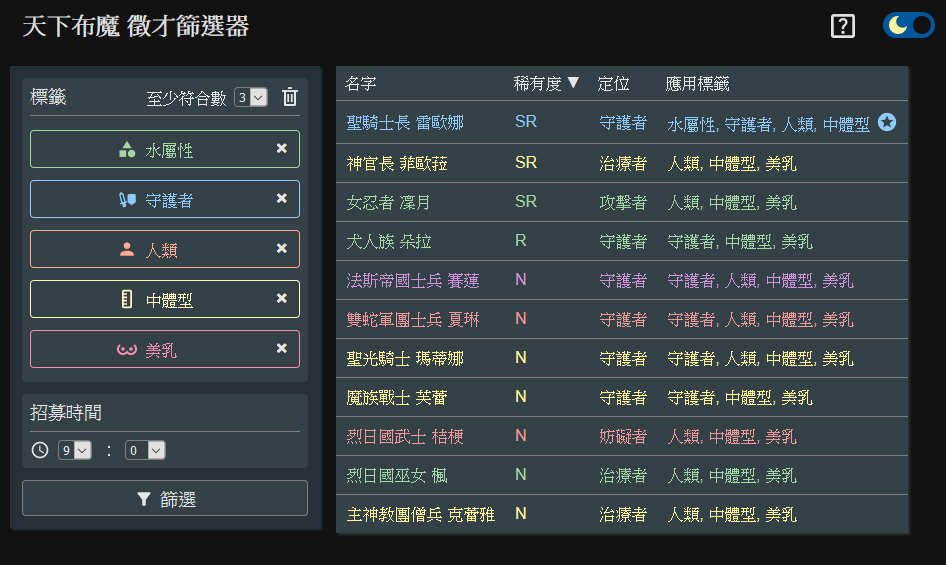 天下布魔 徵才篩選器
標籤 至少符合數 3
水屬性
守護者
人類
中體型
美乳
招募時間
9 : 0
篩選
名字 稀有度▼ 定位 應用標籤
聖騎士長 雷歐娜 SR 守護者 水屬性, 守護者, 人類, 中體型
神官長 菲歐菈 SR 治療者 人類, 中體型, 美乳
女忍者 凜月 SR 攻擊者 人類, 中體型, 美乳
犬人族 朵拉 R 守護者 守護者, 中體型, 美乳
法斯帝國士兵 賽蓮 N 守護者 守護者, 人類, 中體型, 美乳
雙蛇軍團士兵 夏琳 N 守護者 守護者, 人類, 中體型, 美乳
聖光騎士 瑪蒂娜 N 守護者 守護者, 人類, 中體型, 美乳
魔族戰士 芙蕾 N 守護者 守護者, 中體型, 美乳
烈日國武士 桔梗 N 妨礙者 人類, 中體型, 美乳
烈日國巫女 楓 N 治療者 人類, 中體型, 美乳
主神教團僧兵 克蕾雅 N 治療者 人類, 中體型, 美乳